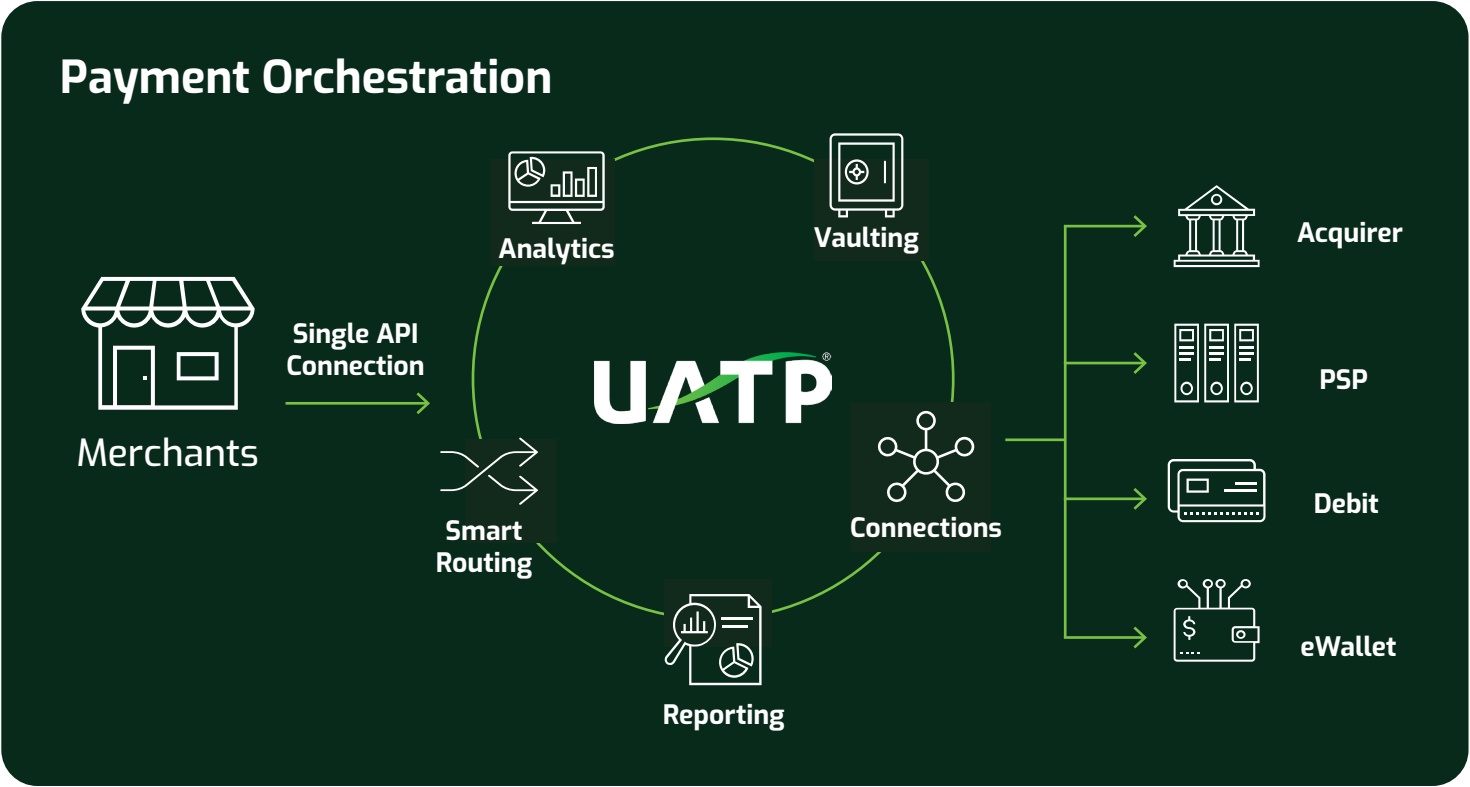 Payment Orchestration
Analytics
Vaulting
Single API
Connection
Merchants
UATP®
Smart
Routing
Connections
Reporting
Acquirer
PSP
Debit
$
eWallet